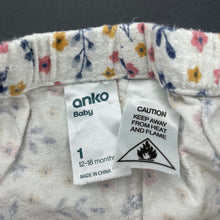 anko
Baby
1
12-18 months
MADE IN CHINA
CAUTION
KEEP AWAY
FROM HEAT
AND FLAME